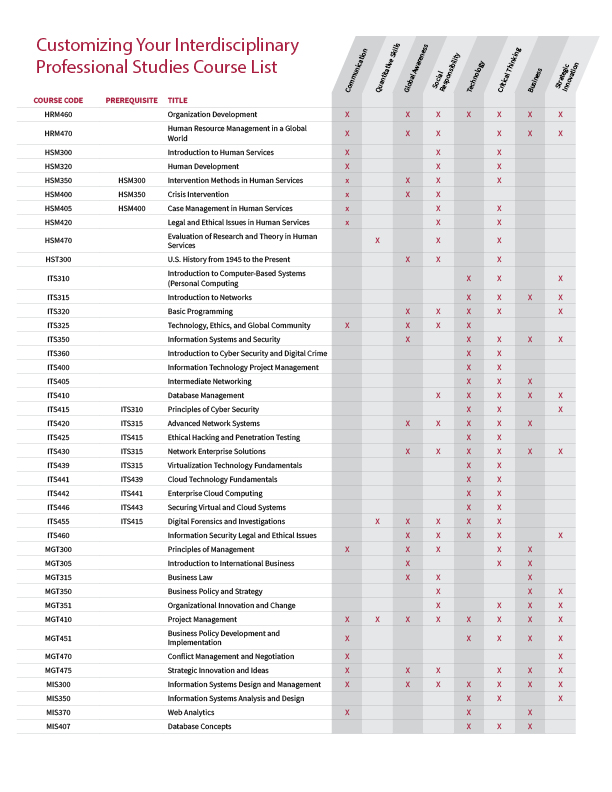 Customizing Your Interdisciplinary
Professional Studies Course List
Communication
Quantitative Skills
Global Awareness
Social
Responsibility
Technology
Critical Thinking
Business
Strategic
Innovation
COURSE CODE PREREQUISITE TITLE
HRM460 Organization Development X X X X X X X
HRM470 Human Resource Management in a Global
World X X X X X X
HSM300 Introduction to Human Services X X X
HSM320 Human Development X X X
HSM350 HSM300 Intervention Methods in Human Services x X X X
HSM400 HSM350 Crisis Intervention x X X
HSM405 HSM400 Case Management in Human Services x X X
HSM420 Legal and Ethical Issues in Human Services x X X
HSM470 Evaluation of Research and Theory in Human
Services X X X
HST300 U.S. History from 1945 to the Present X X X
ITS310 Introduction to Computer-Based Systems
(Personal Computing X X X
ITS315 Introduction to Networks X X X X
ITS320 Basic Programming X X X X X
ITS325 Technology, Ethics, and Global Community X X X X
ITS350 Information Systems and Security X X X X X
ITS360 Introduction to Cyber Security and Digital Crime X X
ITS400 Information Technology Project Management X X
ITS405 Intermediate Networking X X X
ITS410 Database Management X X X X X
ITS415 ITS310 Principles of Cyber Security X X X
ITS420 ITS315 Advanced Network Systems X X X X X
ITS425 ITS415 Ethical Hacking and Penetration Testing X X
ITS430 ITS315 Network Enterprise Solutions X X X X X X
ITS439 ITS315 Virtualization Technology Fundamentals X X
ITS441 ITS439 Cloud Technology Fundamentals X X
ITS442 ITS441 Enterprise Cloud Computing X X
ITS446 ITS443 Securing Virtual and Cloud Systems X X
ITS455 ITS415 Digital Forensics and Investigations X X X X X
ITS460 Information Security Legal and Ethical Issues X X X X X
MGT300 Principles of Management X X X X X
MGT305 Introduction to International Business X X X
MGT315 Business Law X X X
MGT350 Business Policy and Strategy X X X
MGT351 Organizational Innovation and Change X X X X
MGT410 Project Management X X X X X X X X
MGT451 Business Policy Development and
Implementation X X X X X
MGT470 Conflict Management and Negotiation X X
MGT475 Strategic Innovation and Ideas X X X X X X
MIS300 Information Systems Design and Management X X X X X X X
MIS350 Information Systems Analysis and Design X X X
MIS370 Web Analytics X X X
MIS407 Database Concepts X X X